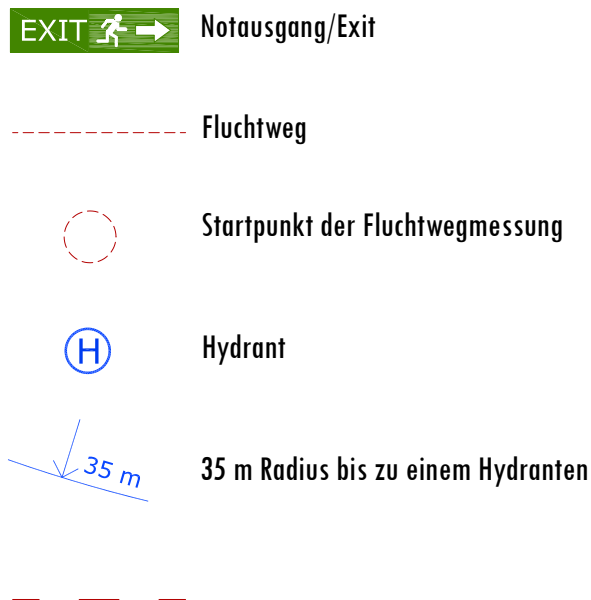 EXIT Notausgang/Exit
Fluchtweg
Startpunkt der Fluchtwegmessung
H Hydrant
35 m 35 m Radius bis zu einem Hydranten